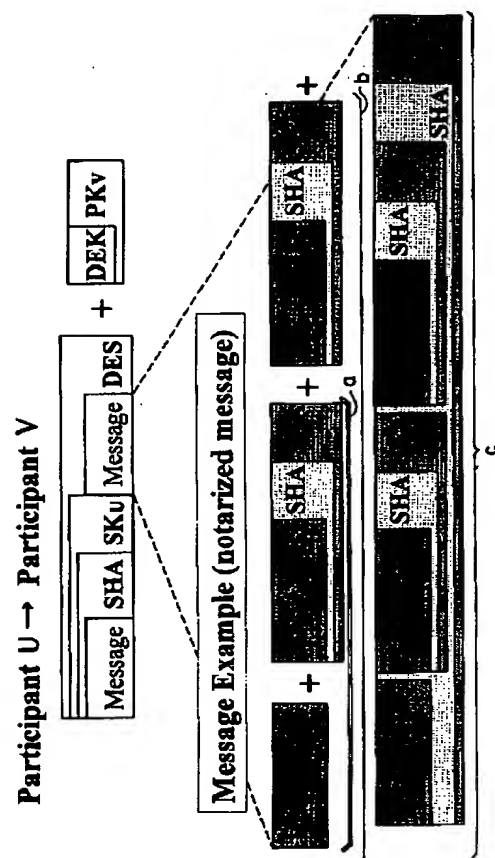 Participant U → Participant V
Message SHA SKu Message DES + DEK PKv
Message Example (notarized message)
+ SHA + SHA +
a
b
SHA SHA SHA
c